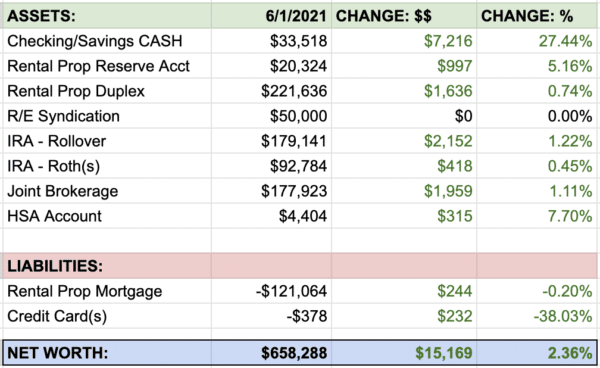 ASSETS: 6/1/2021 CHANGE: $$ CHANGE: %
Checking/Savings CASH $33,518 $7,216 27.44%
Rental Prop Reserve Acct $20,324 $997 5.16%
Rental Prop Duplex $221,636 $1,636 0.74%
R/E Syndication $50,000 $0 0.00%
IRA - Rollover $179,141 $2,152 1.22%
IRA - Roth(s) $92,784 $418 0.45%
Joint Brokerage $177,923 $1,959 1.11%
HSA Account $4,404 $315 7.70%
LIABILITIES:
Rental Prop Mortgage -$121,064 $244 -0.20%
Credit Card(s) -$378 $232 -38.03%
NET WORTH: $658,288 $15,169 2.36%